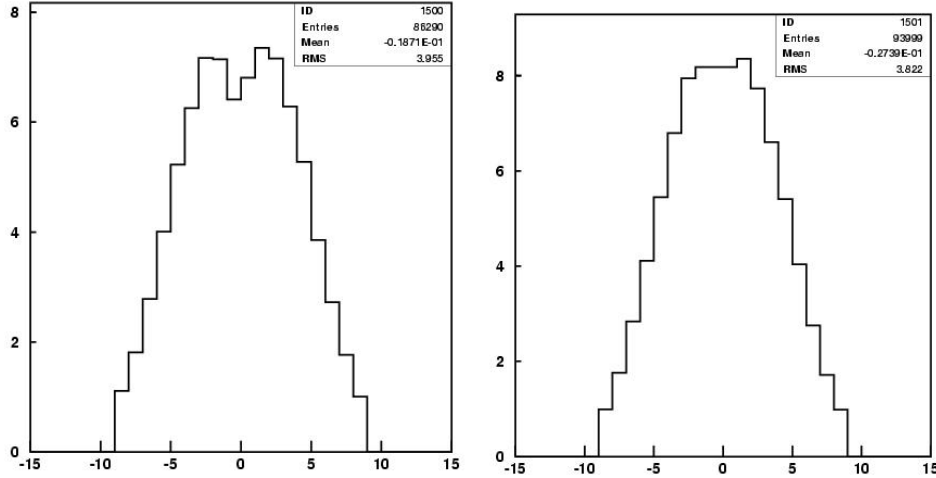 ID 1500
Entries 86290
Mean -0.1871E-01
RMS 3.955
8
6
4
2
0
-15 -10 -5 0 5 10 15
ID 1501
Entries 93999
Mean -0.2739E-01
RMS 3.822
8
6
4
2
0
-15 -10 -5 0 5 10 15